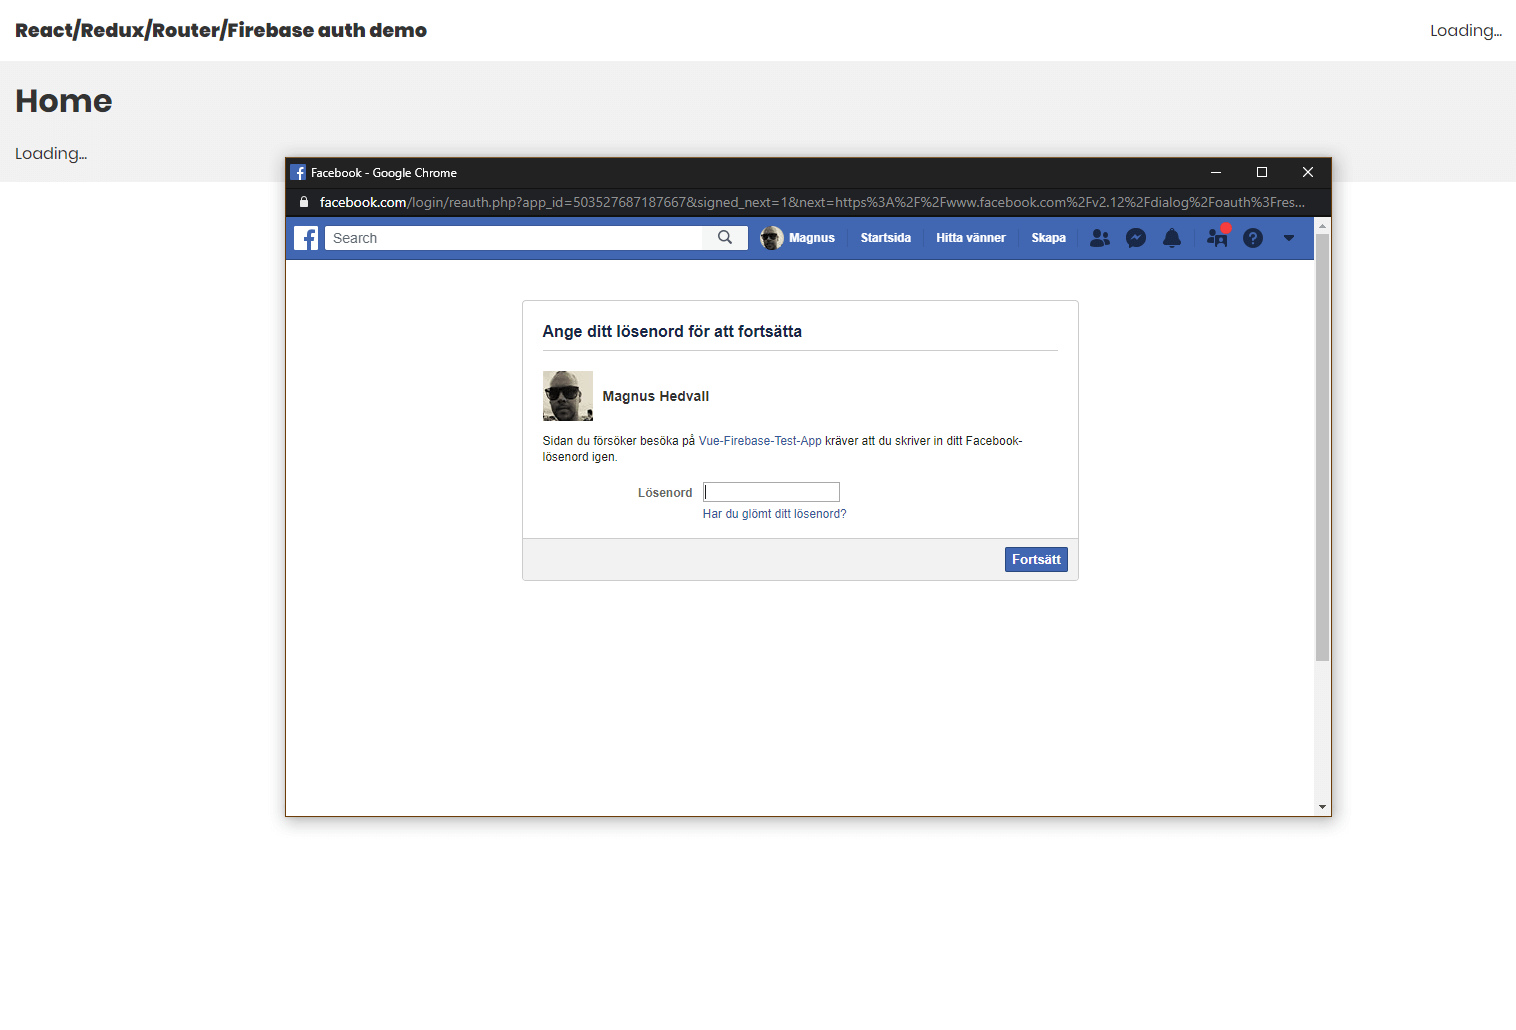 React/Redux/Router/Firebase auth demo
Loading...
Home
Loading...
Facebook - Google Chrome
facebook.com/login/reauth.php?app_id=503527687187667&signed_next=1&next=https%3A%2F%2Fwww.facebook.com%2Fv2.12%2Fdialog%2Foauth%3Fres...
Search
Magnus
Startsida
Hitta vänner
Skapa
Ange ditt lösenord för att fortsätta
Magnus Hedvall
Sidan du försöker besöka på Vue-Firebase-Test-App kräver att du skriver in ditt Facebook-
lösenord igen.
Lösenord
Har du glömt ditt lösenord?
Fortsätt